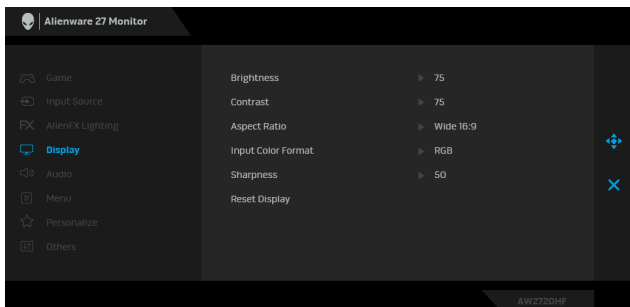 Alienware 27 Monitor
Game
Input Source
AlienFX Lighting
Display
Audio
Menu
Personalize
Others
Brightness 75
Contrast 75
Aspect Ratio Wide 16:9
Input Color Format RGB
Sharpness 50
Reset Display
AW2720HF